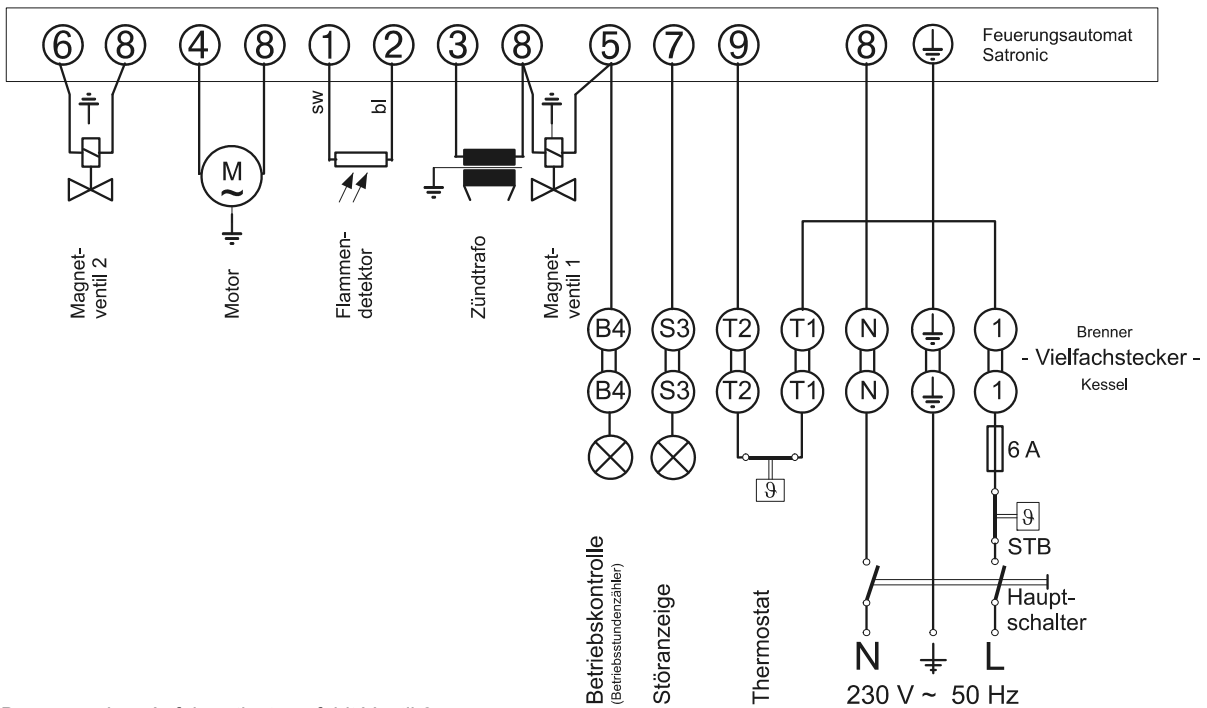 6 8 4 8 1 2 3 8 5 7 9 8
Feuerungsautomat
Satronic
sw
bl
M
~
Magnet-
ventil 2
Motor
Flammen-
detektor
Zündtrafo
Magnet-
ventil 1
B4 S3 T2 T1 N 1
Brenner
- Vielfachstecker -
Kessel
B4 S3 T2 T1 N 1
6 A
ϑ
ϑ
STB
Haupt-
schalter
Betriebskontrolle
(Betriebsstundenzähler)
Störanzeige
Thermostat
N L
230 V ~ 50 Hz